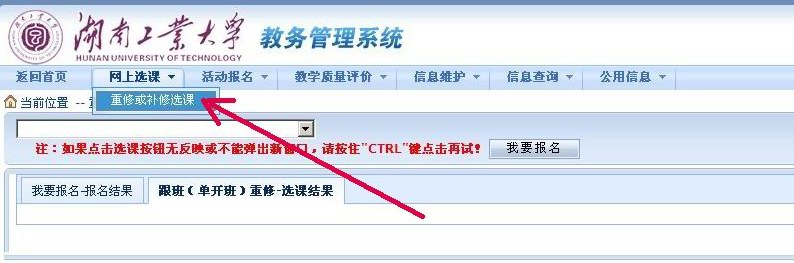 湖南工业大学 教务管理系统
HUNAN UNIVERSITY OF TECHNOLOGY
返回首页 网上选课 活动报名 教学质量评价 信息维护 信息查询 公用信息
重修或补修选课
当前位置 --
注：如果点击选课按钮无反映或不能弹出新窗口，请按住"CTRL"键点击再试！ 我要报名
我要报名-报名结果 跟班（单开班）重修-选课结果